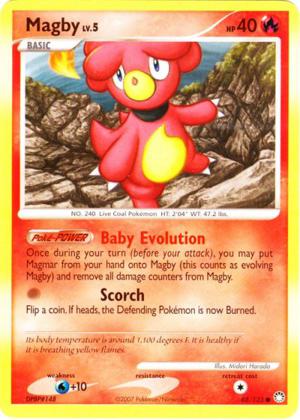 Magby LV.5 HP 40
BASIC
NO. 240 Live Coal Pokémon HT: 2'04" WT: 47.2 lbs.
Poké-POWER Baby Evolution
Once during your turn (before your attack), you may put
Magmar from your hand onto Magby (this counts as evolving
Magby) and remove all damage counters from Magby.
Scorch
Flip a coin. If heads, the Defending Pokémon is now Burned.
Its body temperature is around 1,100 degrees F. It is healthy if
it is breathing yellow flames.
Illus. Midori Harada
weakness resistance retreat cost
+10
DPBP#148 ©2007 Pokémon/Nintendo. 88/123